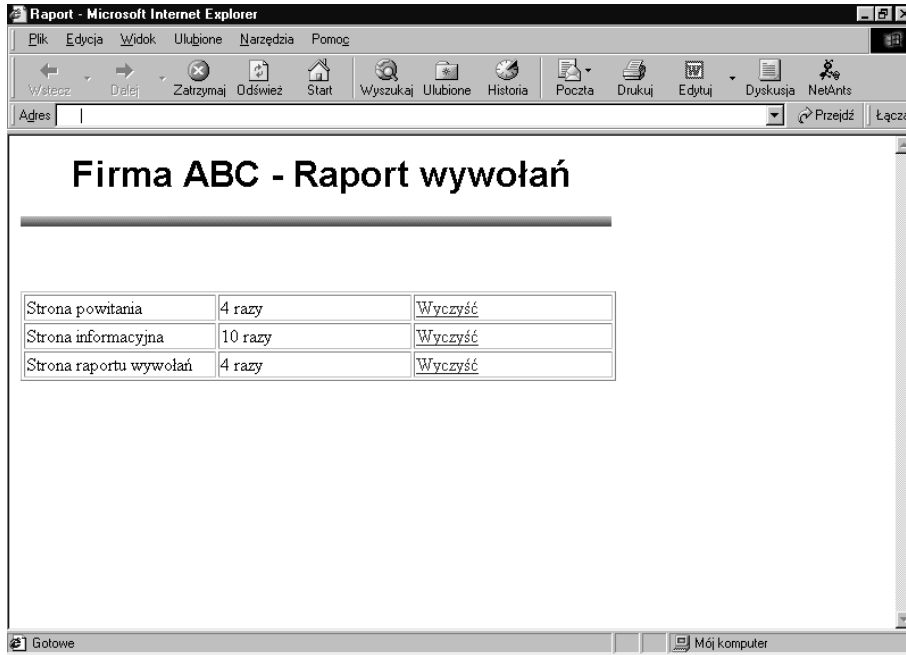 Raport - Microsoft Internet Explorer
Plik Edycja Widok Ulubione Narzędzia Pomoc
Wstecz Dalej Zatrzymaj Odśwież Start Wyszukaj Ulubione Historia Poczta Drukuj Edytuj Dyskusja NetAnts
Adres Przejdź Łącza
Firma ABC - Raport wywołań
Strona powitania 4 razy Wyczyść
Strona informacyjna 10 razy Wyczyść
Strona raportu wywołań 4 razy Wyczyść
Gotowe Mój komputer